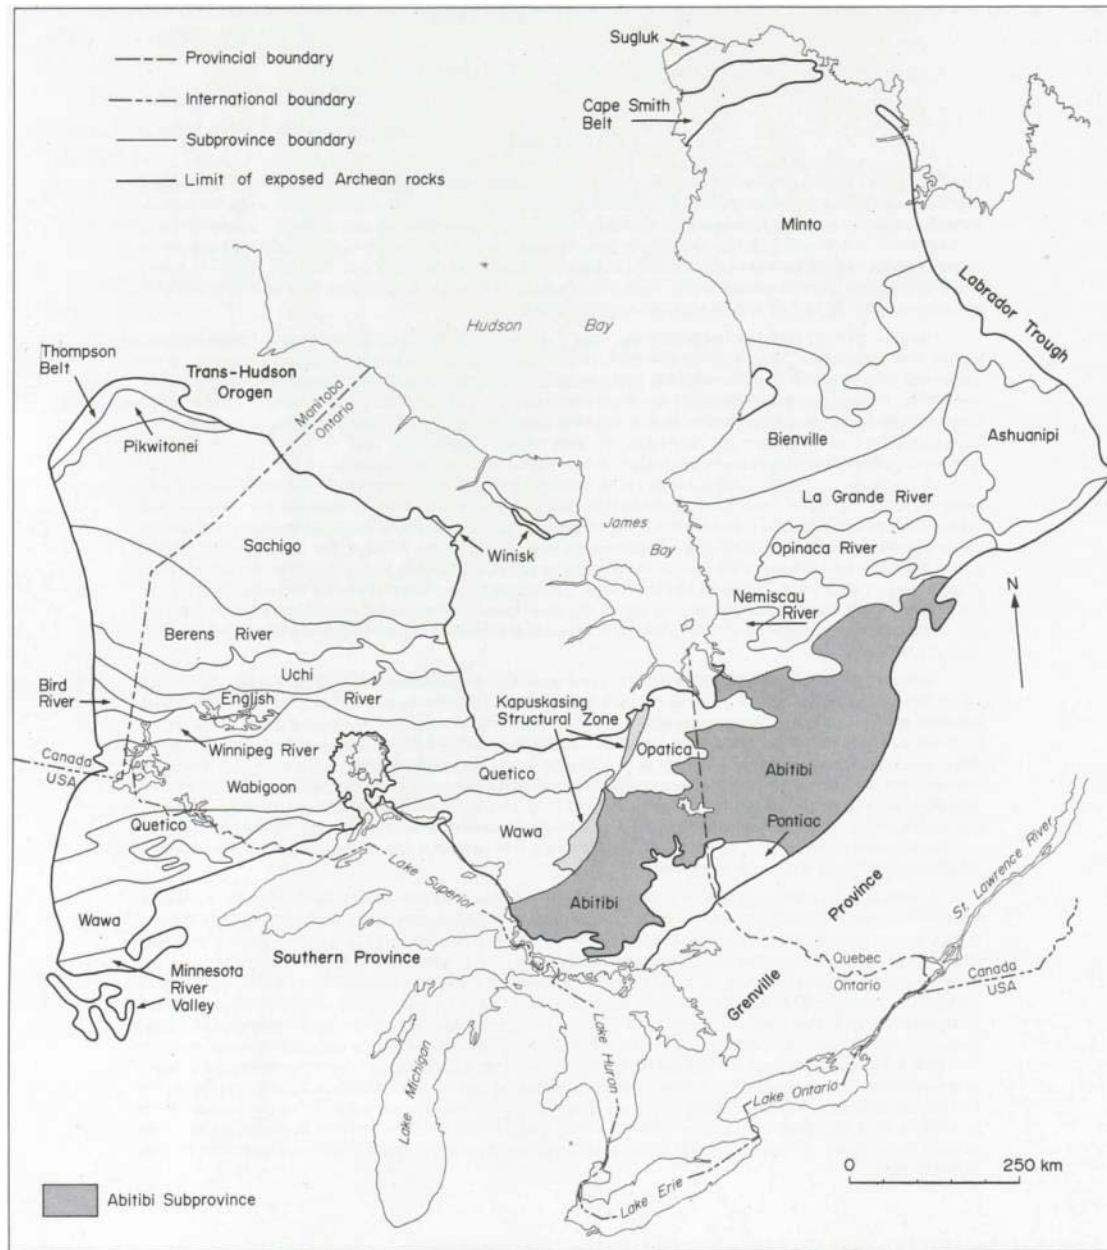 Sugluk
Provincial boundary
International boundary
Cape Smith
Belt
Subprovince boundary
Limit of exposed Archean rocks
Minto
Labrador Trough
Hudson Bay
Thompson
Belt
Trans-Hudson
Orogen
Manitoba
Ontario
Pikwitonei
Bienville
Ashuanipi
La Grande River
James
Bay
Winisk
Sachigo
Opinaca River
N
Nemiscau
River
Berens River
Uchi
Bird
River
English River
Kapuskasing
Structural Zone
Winnipeg River
Opatica
Canada
USA
Quetico
Abitibi
Wabigoon
Quetico
Pontiac
Wawa
Lake Superior
St. Lawrence River
Abitibi
Wawa
Province
Southern Province
Quebec
Ontario
Canada
USA
Minnesota
River
Valley
Grenville
Lake Huron
Lake Michigan
Lake Ontario
0 250 km
Lake Erie
Abitibi Subprovince